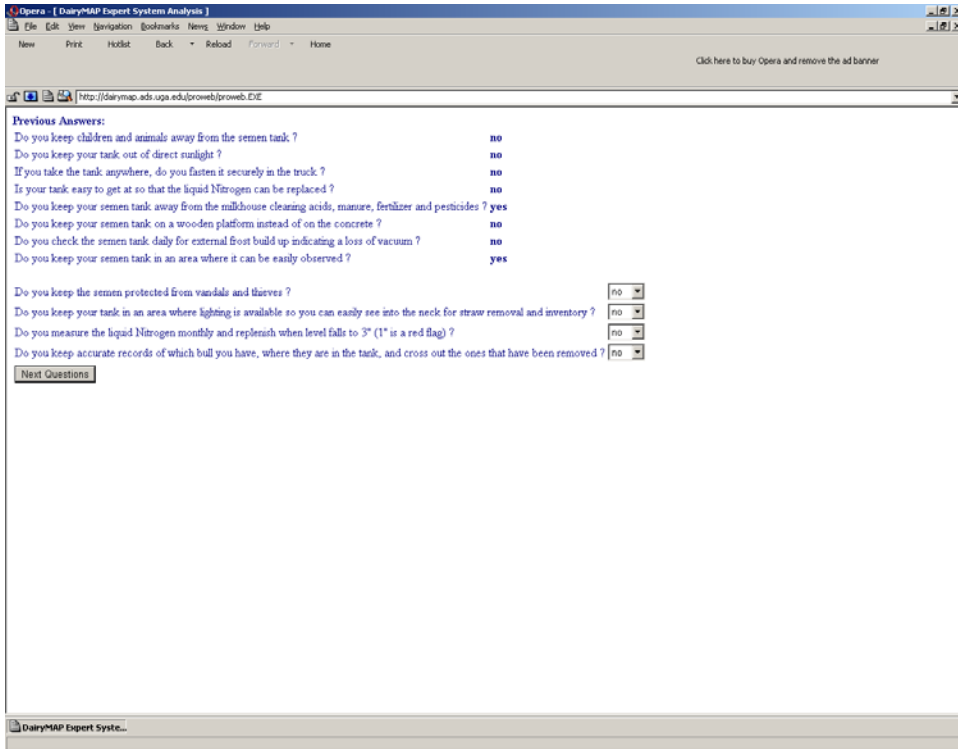 Opera - [ DairyMAP Expert System Analysis ]
File Edit View Navigation Bookmarks News Window Help
New Print Hotlist Back Reload Forward Home
Click here to buy Opera and remove the ad banner
http://dairymap.ads.uga.edu/proweb/proweb.EXE
Previous Answers:
Do you keep children and animals away from the semen tank ? no
Do you keep your tank out of direct sunlight ? no
If you take the tank anywhere, do you fasten it securely in the truck ? no
Is your tank easy to get at so that the liquid Nitrogen can be replaced ? no
Do you keep your semen tank away from the milkhouse cleaning acids, manure, fertilizer and pesticides ? yes
Do you keep your semen tank on a wooden platform instead of on the concrete ? no
Do you check the semen tank daily for external frost build up indicating a loss of vacuum ? no
Do you keep your semen tank in an area where it can be easily observed ? yes
Do you keep the semen protected from vandals and thieves ? no
Do you keep your tank in an area where lighting is available so you can easily see into the neck for straw removal and inventory ? no
Do you measure the liquid Nitrogen monthly and replenish when level falls to 3" (1" is a red flag) ? no
Do you keep accurate records of which bull you have, where they are in the tank, and cross out the ones that have been removed ? no
Next Questions
DairyMAP Expert Syste...